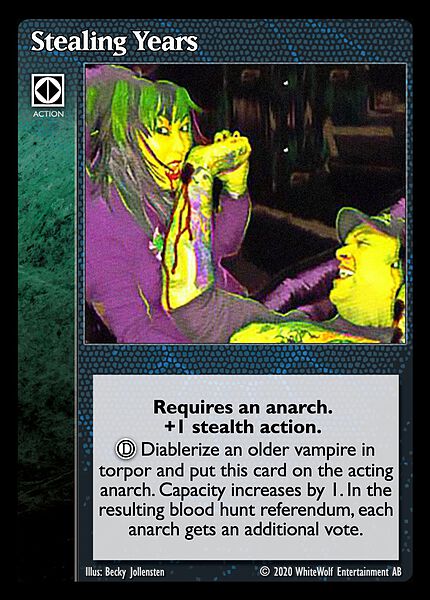 Stealing Years
ACTION
Requires an anarch.
+1 stealth action.
Ⓓ Diablerize an older vampire in
torpor and put this card on the acting
anarch. Capacity increases by 1. In the
resulting blood hunt referendum, each
anarch gets an additional vote.
Illus: Becky Jollensten © 2020 WhiteWolf Entertainment AB